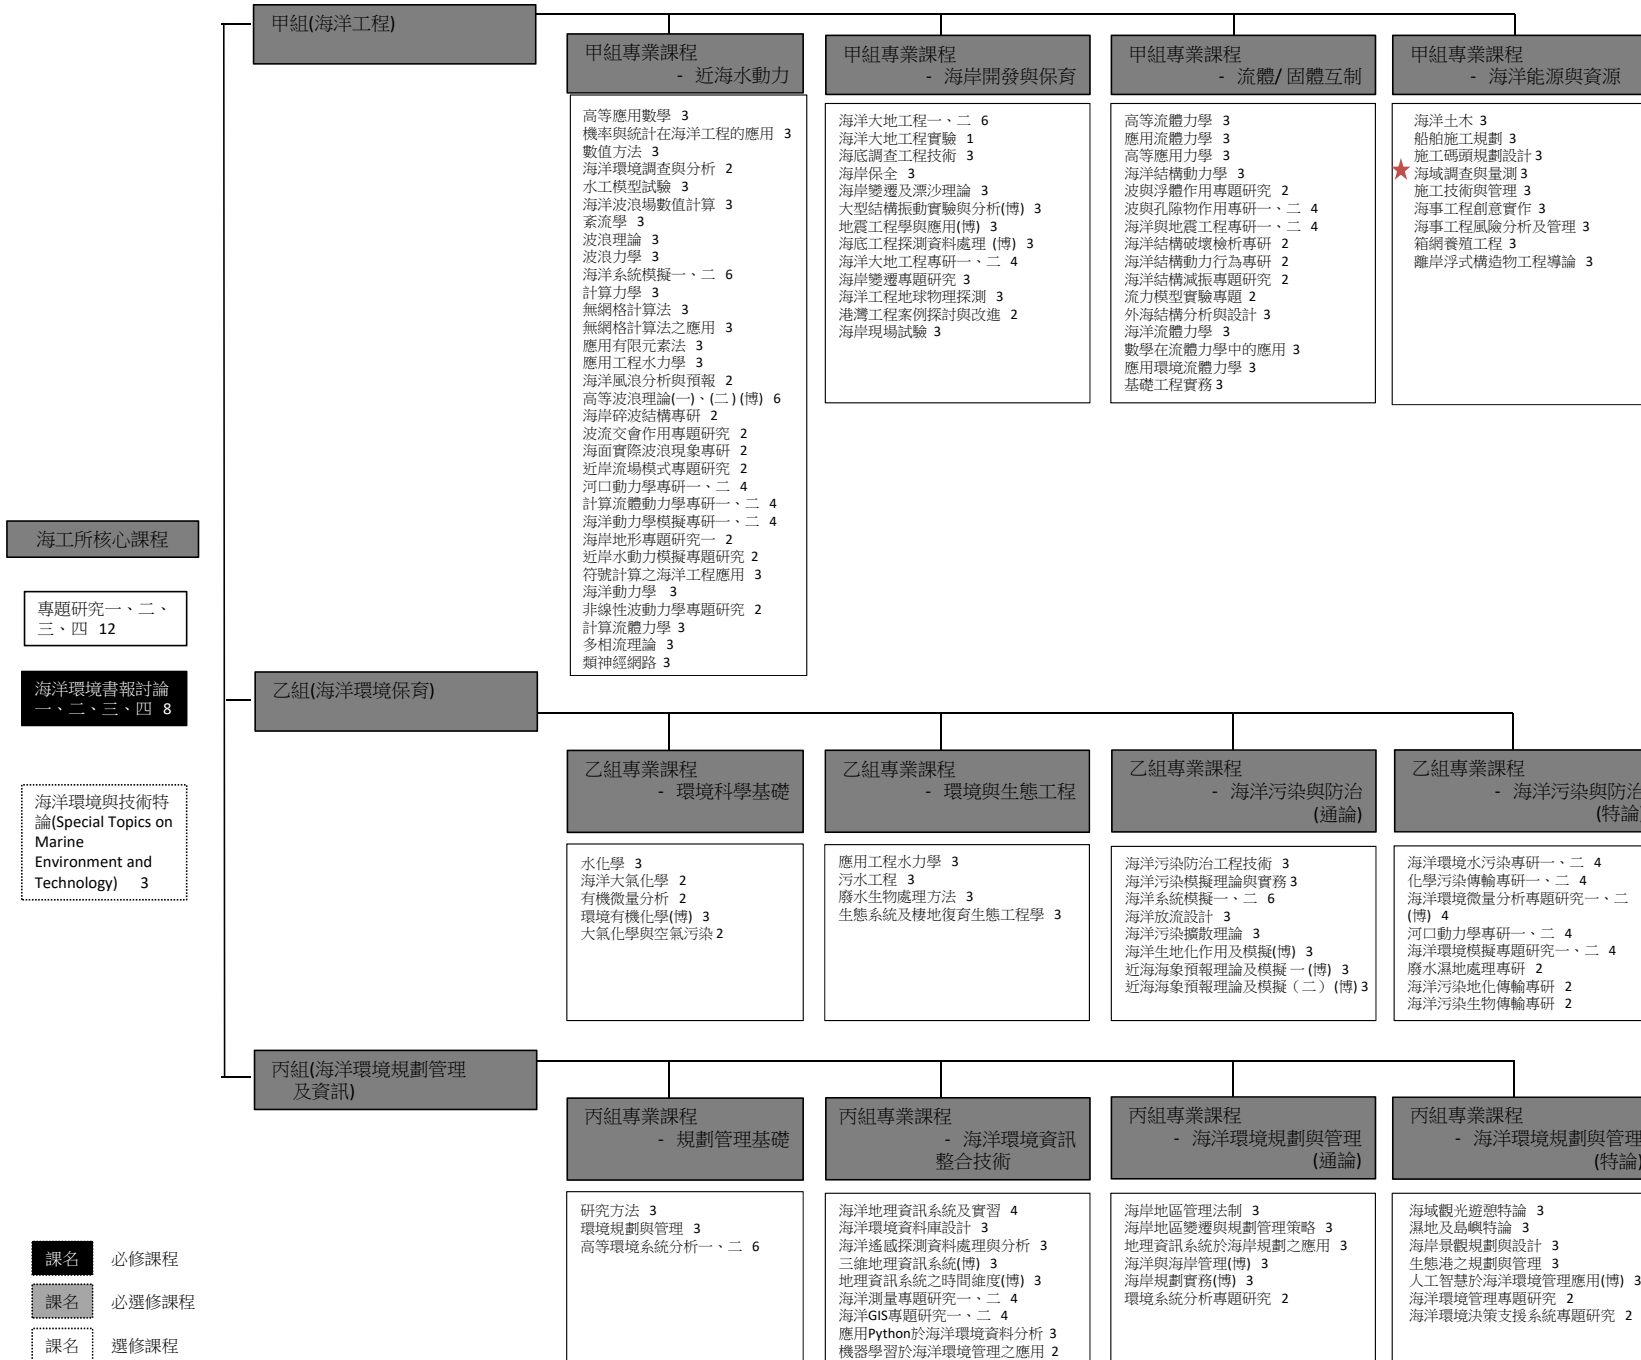 甲組(海洋工程)
甲組專業課程
- 近海水動力
高等應用數學 3
機率與統計在海洋工程的應用 3
數值方法 3
海洋環境調查與分析 2
水工模型試驗 3
海洋波浪場數值計算 3
紊流學 3
波浪理論 3
波浪力學 3
海洋系統模擬一、二 6
計算力學 3
無網格計算法 3
無網格計算法之應用 3
應用有限元素法 3
應用工程水力學 3
海洋風浪分析與預報 2
高等波浪理論(一)、(二) (博) 6
海岸碎波結構專研 2
波流交會作用專題研究 2
海面實際波浪現象專研 2
近岸流場模式專題研究 2
河口動力學專研一、二 4
計算流體動力學專研一、二 4
海洋動力學模擬專研一、二 4
海岸地形專題研究一 2
近岸水動力模擬專題研究 2
符號計算之海洋工程應用 3
海洋動力學 3
非線性波動力學專題研究 2
計算流體力學 3
多相流理論 3
類神經網路 3
甲組專業課程
- 海岸開發與保育
海洋大地工程一、二 6
海洋大地工程實驗 1
海底調查工程技術 3
海岸保全 3
海岸變遷及漂沙理論 3
大型結構振動實驗與分析(博) 3
地震工程學與應用(博) 3
海底工程探測資料處理 (博) 3
海洋大地工程專研一、二 4
海岸變遷專題研究 3
海洋工程地球物理探測 3
港灣工程案例探討與改進 2
海岸現場試驗 3
甲組專業課程
- 流體/ 固體互制
高等流體力學 3
應用流體力學 3
高等應用力學 3
海洋結構動力學 3
波與浮體作用專題研究 2
波與孔隙物作用專研一、二 4
海洋與地震工程專研一、二 4
海洋結構破壞檢析專研 2
海洋結構動力行為專研 2
海洋結構減振專題研究 2
流力模型實驗專題 2
外海結構分析與設計 3
海洋流體力學 3
數學在流體力學中的應用 3
應用環境流體力學 3
基礎工程實務 3
甲組專業課程
- 海洋能源與資源
海洋土木 3
船舶施工規劃 3
施工碼頭規劃設計 3
海域調查與量測 3
施工技術與管理 3
海事工程創意實作 3
海事工程風險分析及管理 3
箱網養殖工程 3
離岸浮式構造物工程導論 3
海工所核心課程
專題研究一、二、
三、四 12
海洋環境書報討論
一、二、三、四 8
海洋環境與技術特
論(Special Topics on
Marine
Environment and
Technology) 3
乙組(海洋環境保育)
乙組專業課程
- 環境科學基礎
水化學 3
海洋大氣化學 2
有機微量分析 2
環境有機化學(博) 3
大氣化學與空氣污染 2
乙組專業課程
- 環境與生態工程
應用工程水力學 3
污水工程 3
廢水生物處理方法 3
生態系統及棲地復育生態工程學 3
乙組專業課程
- 海洋污染與防治
(通論)
海洋污染防治工程技術 3
海洋污染模擬理論與實務 3
海洋系統模擬一、二 6
海洋放流設計 3
海洋污染擴散理論 3
海洋生地化作用及模擬(博) 3
近海海象預報理論及模擬 一 (博) 3
近海海象預報理論及模擬（二）(博) 3
乙組專業課程
- 海洋污染與防治
(特論)
海洋環境水污染專研一、二 4
化學污染傳輸專研一、二 4
海洋環境微量分析專題研究一、二
(博) 4
河口動力學專研一、二 4
海洋環境模擬專題研究一、二 4
廢水濕地處理專研 2
海洋污染地化傳輸專研 2
海洋污染生物傳輸專研 2
丙組(海洋環境規劃管理
及資訊)
丙組專業課程
- 規劃管理基礎
研究方法 3
環境規劃與管理 3
高等環境系統分析一、二 6
丙組專業課程
- 海洋環境資訊
整合技術
海洋地理資訊系統及實習 4
海洋環境資料庫設計 3
海洋遙感探測資料處理與分析 3
三維地理資訊系統(博) 3
地理資訊系統之時間維度(博) 3
海洋測量專題研究一、二 4
海洋GIS專題研究一、二 4
應用Python於海洋環境資料分析 3
機器學習於海洋環境管理之應用 2
丙組專業課程
- 海洋環境規劃與管理
(通論)
海岸地區管理法制 3
海岸地區變遷與規劃管理策略 3
地理資訊系統於海岸規劃之應用 3
海洋與海岸管理(博) 3
海岸規劃實務(博) 3
環境系統分析專題研究 2
丙組專業課程
- 海洋環境規劃與管理
(特論)
海域觀光遊憩特論 3
濕地及島嶼特論 3
海岸景觀規劃與設計 3
生態港之規劃與管理 3
人工智慧於海洋環境管理應用(博) 3
海洋環境管理專題研究 2
海洋環境決策支援系統專題研究 2
課名 必修課程
課名 必選修課程
課名 選修課程